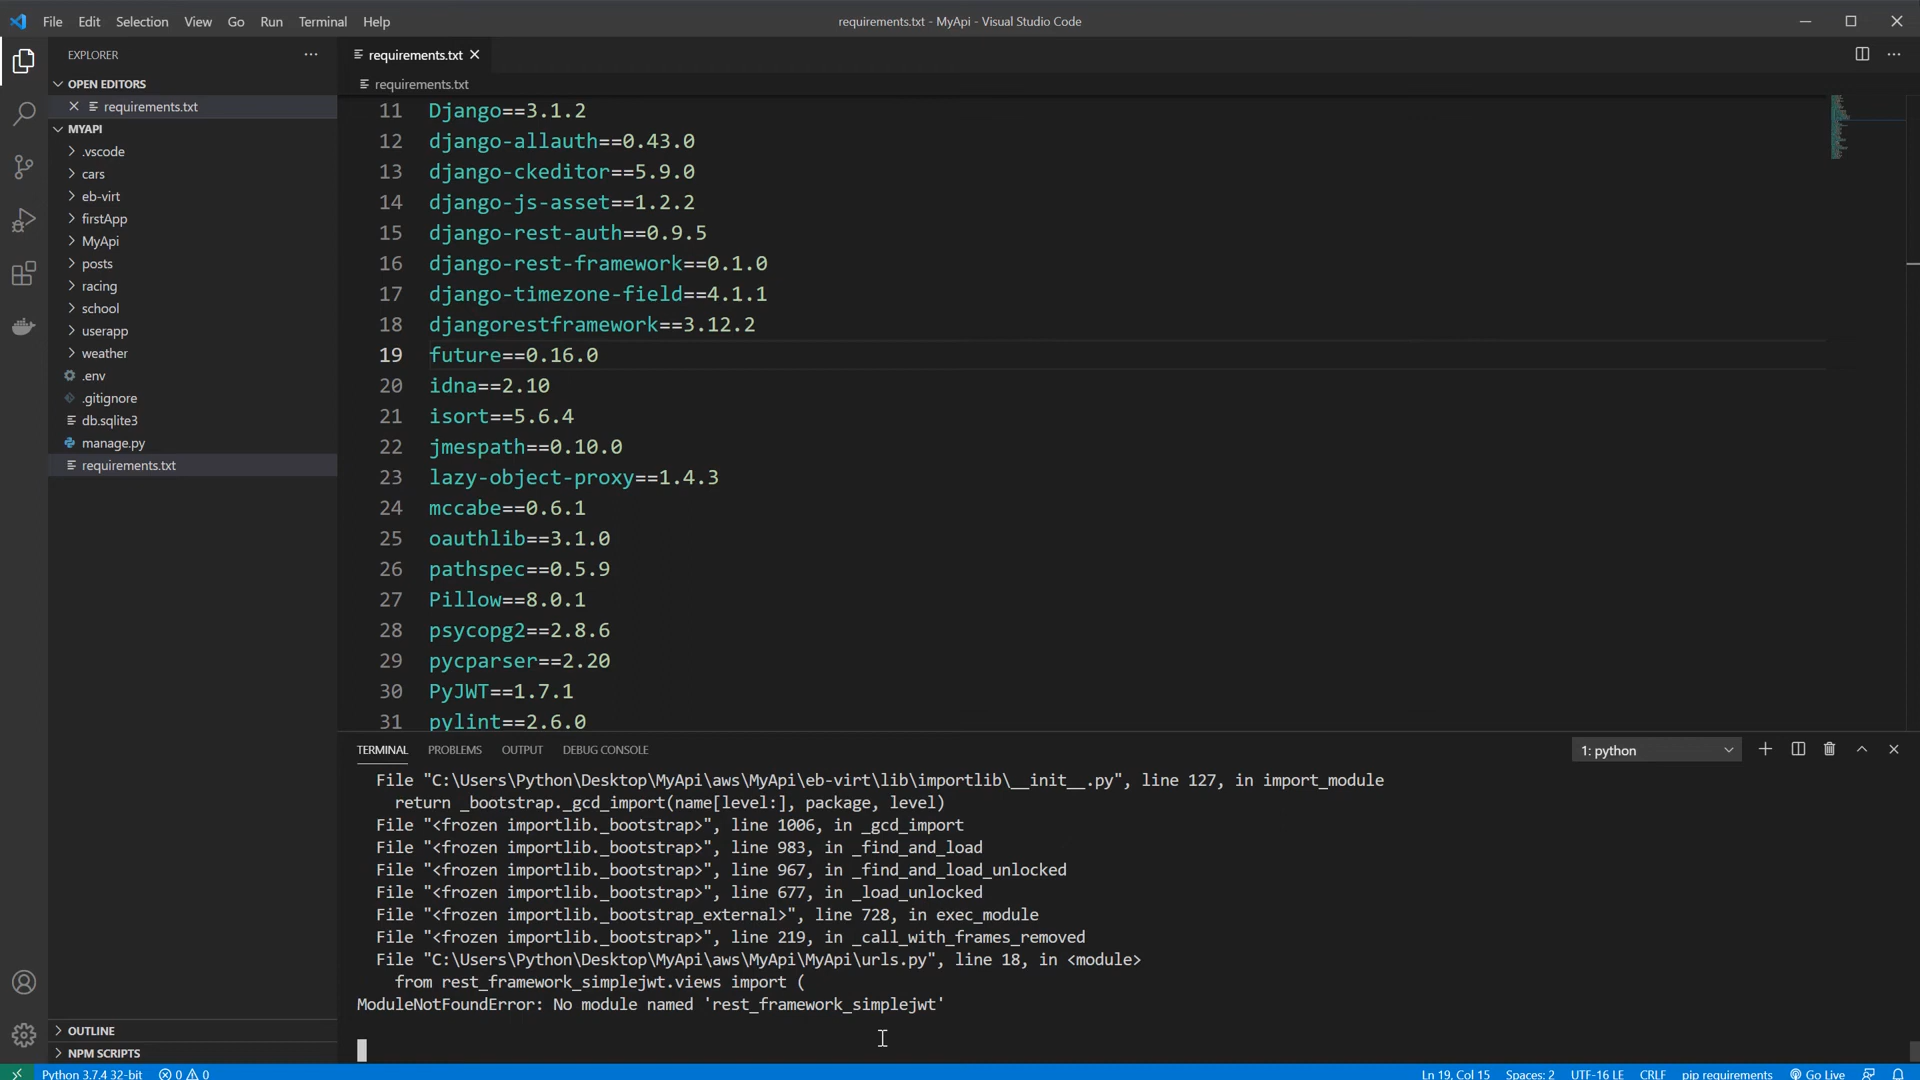 File Edit Selection View Go Run Terminal Help
requirements.txt - MyApi - Visual Studio Code
EXPLORER
OPEN EDITORS
requirements.txt
MYAPI
.vscode
cars
eb-virt
firstApp
MyApi
posts
racing
school
userapp
weather
.env
.gitignore
db.sqlite3
manage.py
requirements.txt
OUTLINE
NPM SCRIPTS
requirements.txt
requirements.txt
11 Django==3.1.2
12 django-allauth==0.43.0
13 django-ckeditor==5.9.0
14 django-js-asset==1.2.2
15 django-rest-auth==0.9.5
16 django-rest-framework==0.1.0
17 django-timezone-field==4.1.1
18 djangorestframework==3.12.2
19 future==0.16.0
20 idna==2.10
21 isort==5.6.4
22 jmespath==0.10.0
23 lazy-object-proxy==1.4.3
24 mccabe==0.6.1
25 oauthlib==3.1.0
26 pathspec==0.5.9
27 Pillow==8.0.1
28 psycopg2==2.8.6
29 pycparser==2.20
30 PyJWT==1.7.1
31 pylint==2.6.0
TERMINAL PROBLEMS OUTPUT DEBUG CONSOLE
1: python
File "C:\Users\Python\Desktop\MyApi\aws\MyApi\eb-virt\lib\importlib\__init__.py", line 127, in import_module
return _bootstrap._gcd_import(name[level:], package, level)
File "<frozen importlib._bootstrap>", line 1006, in _gcd_import
File "<frozen importlib._bootstrap>", line 983, in _find_and_load
File "<frozen importlib._bootstrap>", line 967, in _find_and_load_unlocked
File "<frozen importlib._bootstrap>", line 677, in _load_unlocked
File "<frozen importlib._bootstrap_external>", line 728, in exec_module
File "<frozen importlib._bootstrap>", line 219, in _call_with_frames_removed
File "C:\Users\Python\Desktop\MyApi\aws\MyApi\MyApi\urls.py", line 18, in <module>
from rest_framework_simplejwt.views import (
ModuleNotFoundError: No module named 'rest_framework_simplejwt'
Python 3.7.4 32-bit 0 0
Ln 19, Col 15 Spaces: 2 UTF-16 LE CRLF pip requirements Go Live